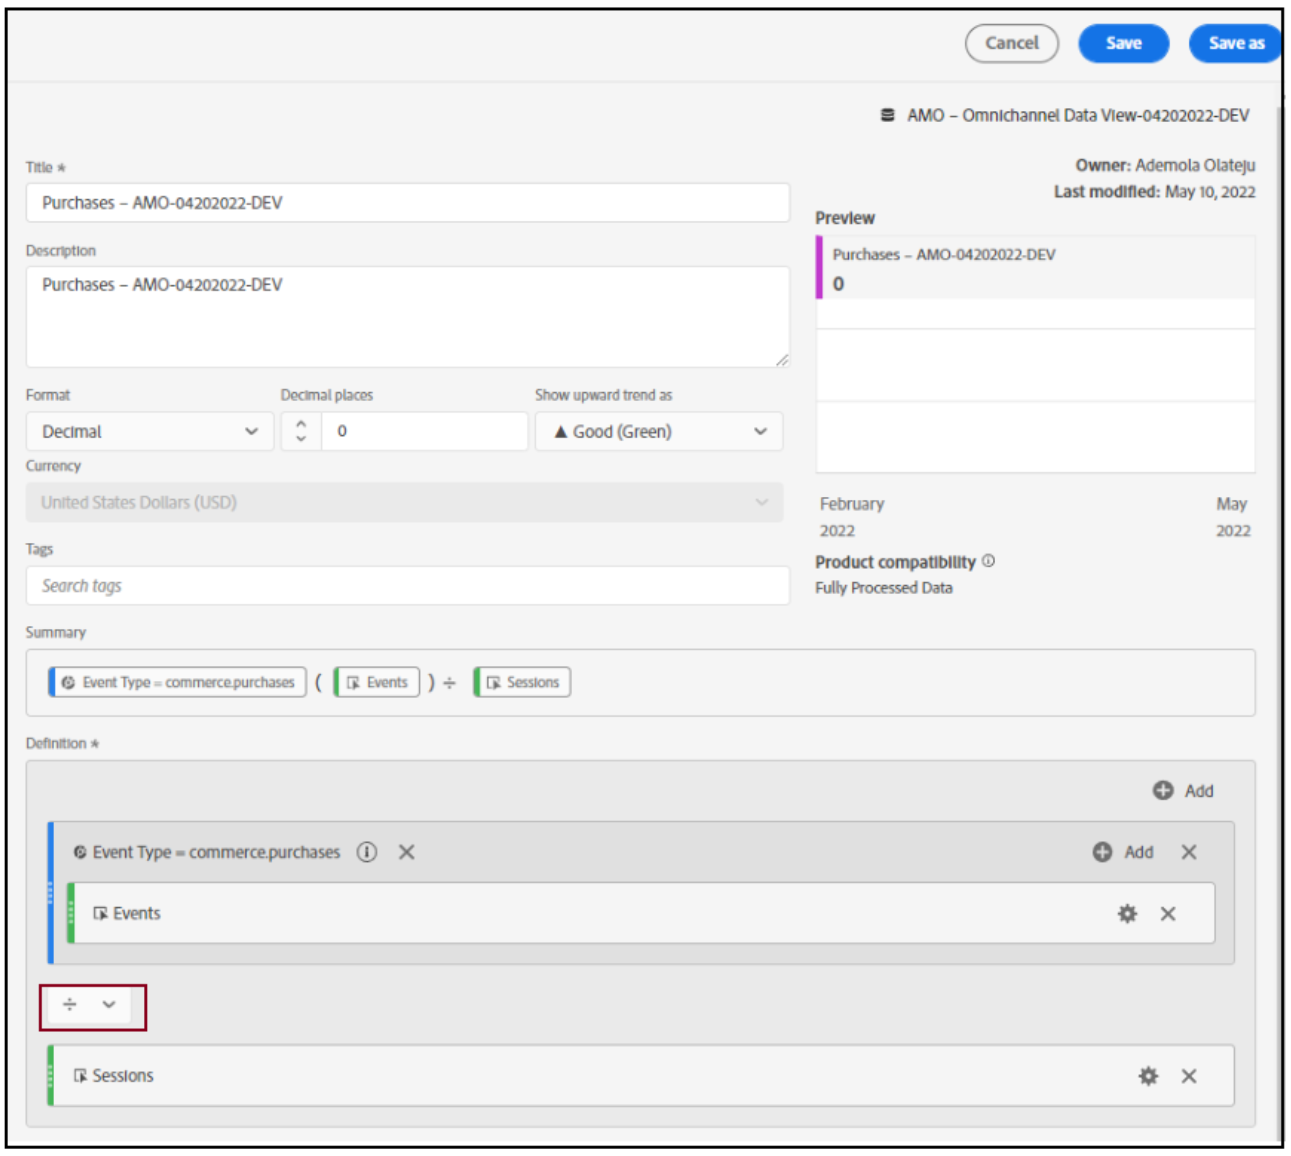 Cancel Save Save as
AMO – Omnichannel Data View-04202022-DEV
Owner: Ademola Olateju
Last modified: May 10, 2022
Title *
Purchases – AMO-04202022-DEV
Description
Purchases – AMO-04202022-DEV
Format Decimal places Show upward trend as
Decimal 0 ▲ Good (Green)
Currency
United States Dollars (USD)
Tags
Search tags
Preview
Purchases – AMO-04202022-DEV
0
February May
2022 2022
Product compatibility
Fully Processed Data
Summary
Event Type = commerce.purchases ( Events ) ÷ Sessions
Definition *
Add
Event Type = commerce.purchases Add
Events
÷
Sessions